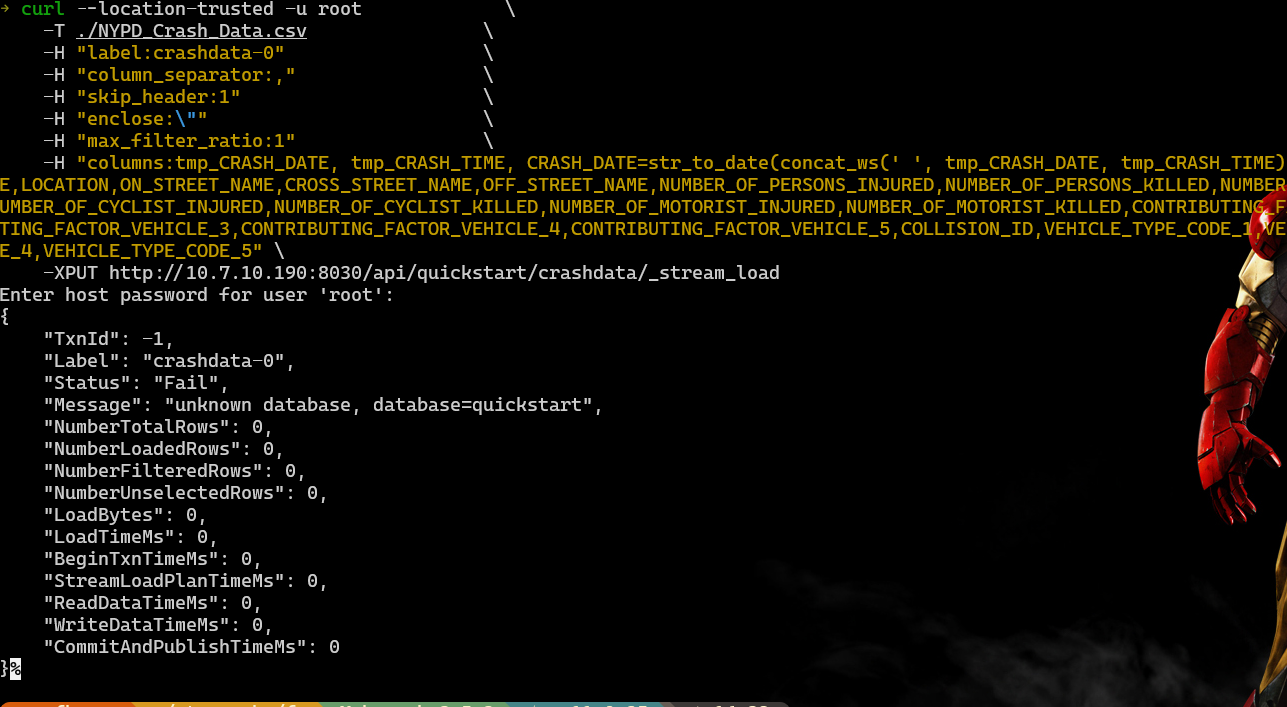 → curl --location-trusted -u root             \
    -T ./NYPD_Crash_Data.csv                \
    -H "label:crashdata-0"                  \
    -H "column_separator:,"                 \
    -H "skip_header:1"                      \
    -H "enclose:\""                         \
    -H "max_filter_ratio:1"                 \
    -H "columns:tmp_CRASH_DATE, tmp_CRASH_TIME, CRASH_DATE=str_to_date(concat_ws(' ', tmp_CRASH_DATE, tmp_CRASH_TIME)
E,LOCATION,ON_STREET_NAME,CROSS_STREET_NAME,OFF_STREET_NAME,NUMBER_OF_PERSONS_INJURED,NUMBER_OF_PERSONS_KILLED,NUMBER
UMBER_OF_CYCLIST_INJURED,NUMBER_OF_CYCLIST_KILLED,NUMBER_OF_MOTORIST_INJURED,NUMBER_OF_MOTORIST_KILLED,CONTRIBUTING_F
TING_FACTOR_VEHICLE_3,CONTRIBUTING_FACTOR_VEHICLE_4,CONTRIBUTING_FACTOR_VEHICLE_5,COLLISION_ID,VEHICLE_TYPE_CODE_1,VE
E_4,VEHICLE_TYPE_CODE_5" \
    -XPUT http://10.7.10.190:8030/api/quickstart/crashdata/_stream_load
Enter host password for user 'root':
{
    "TxnId": -1,
    "Label": "crashdata-0",
    "Status": "Fail",
    "Message": "unknown database, database=quickstart",
    "NumberTotalRows": 0,
    "NumberLoadedRows": 0,
    "NumberFilteredRows": 0,
    "NumberUnselectedRows": 0,
    "LoadBytes": 0,
    "LoadTimeMs": 0,
    "BeginTxnTimeMs": 0,
    "StreamLoadPlanTimeMs": 0,
    "ReadDataTimeMs": 0,
    "WriteDataTimeMs": 0,
    "CommitAndPublishTimeMs": 0
}%